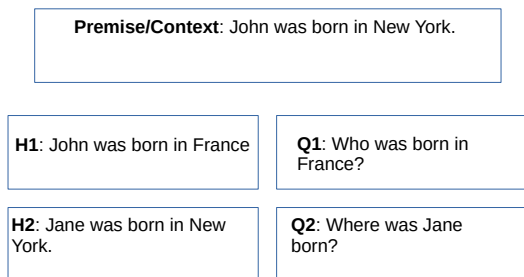 Premise/Context: John was born in New York.
H1: John was born in France
Q1: Who was born in
France?
H2: Jane was born in New
York.
Q2: Where was Jane
born?